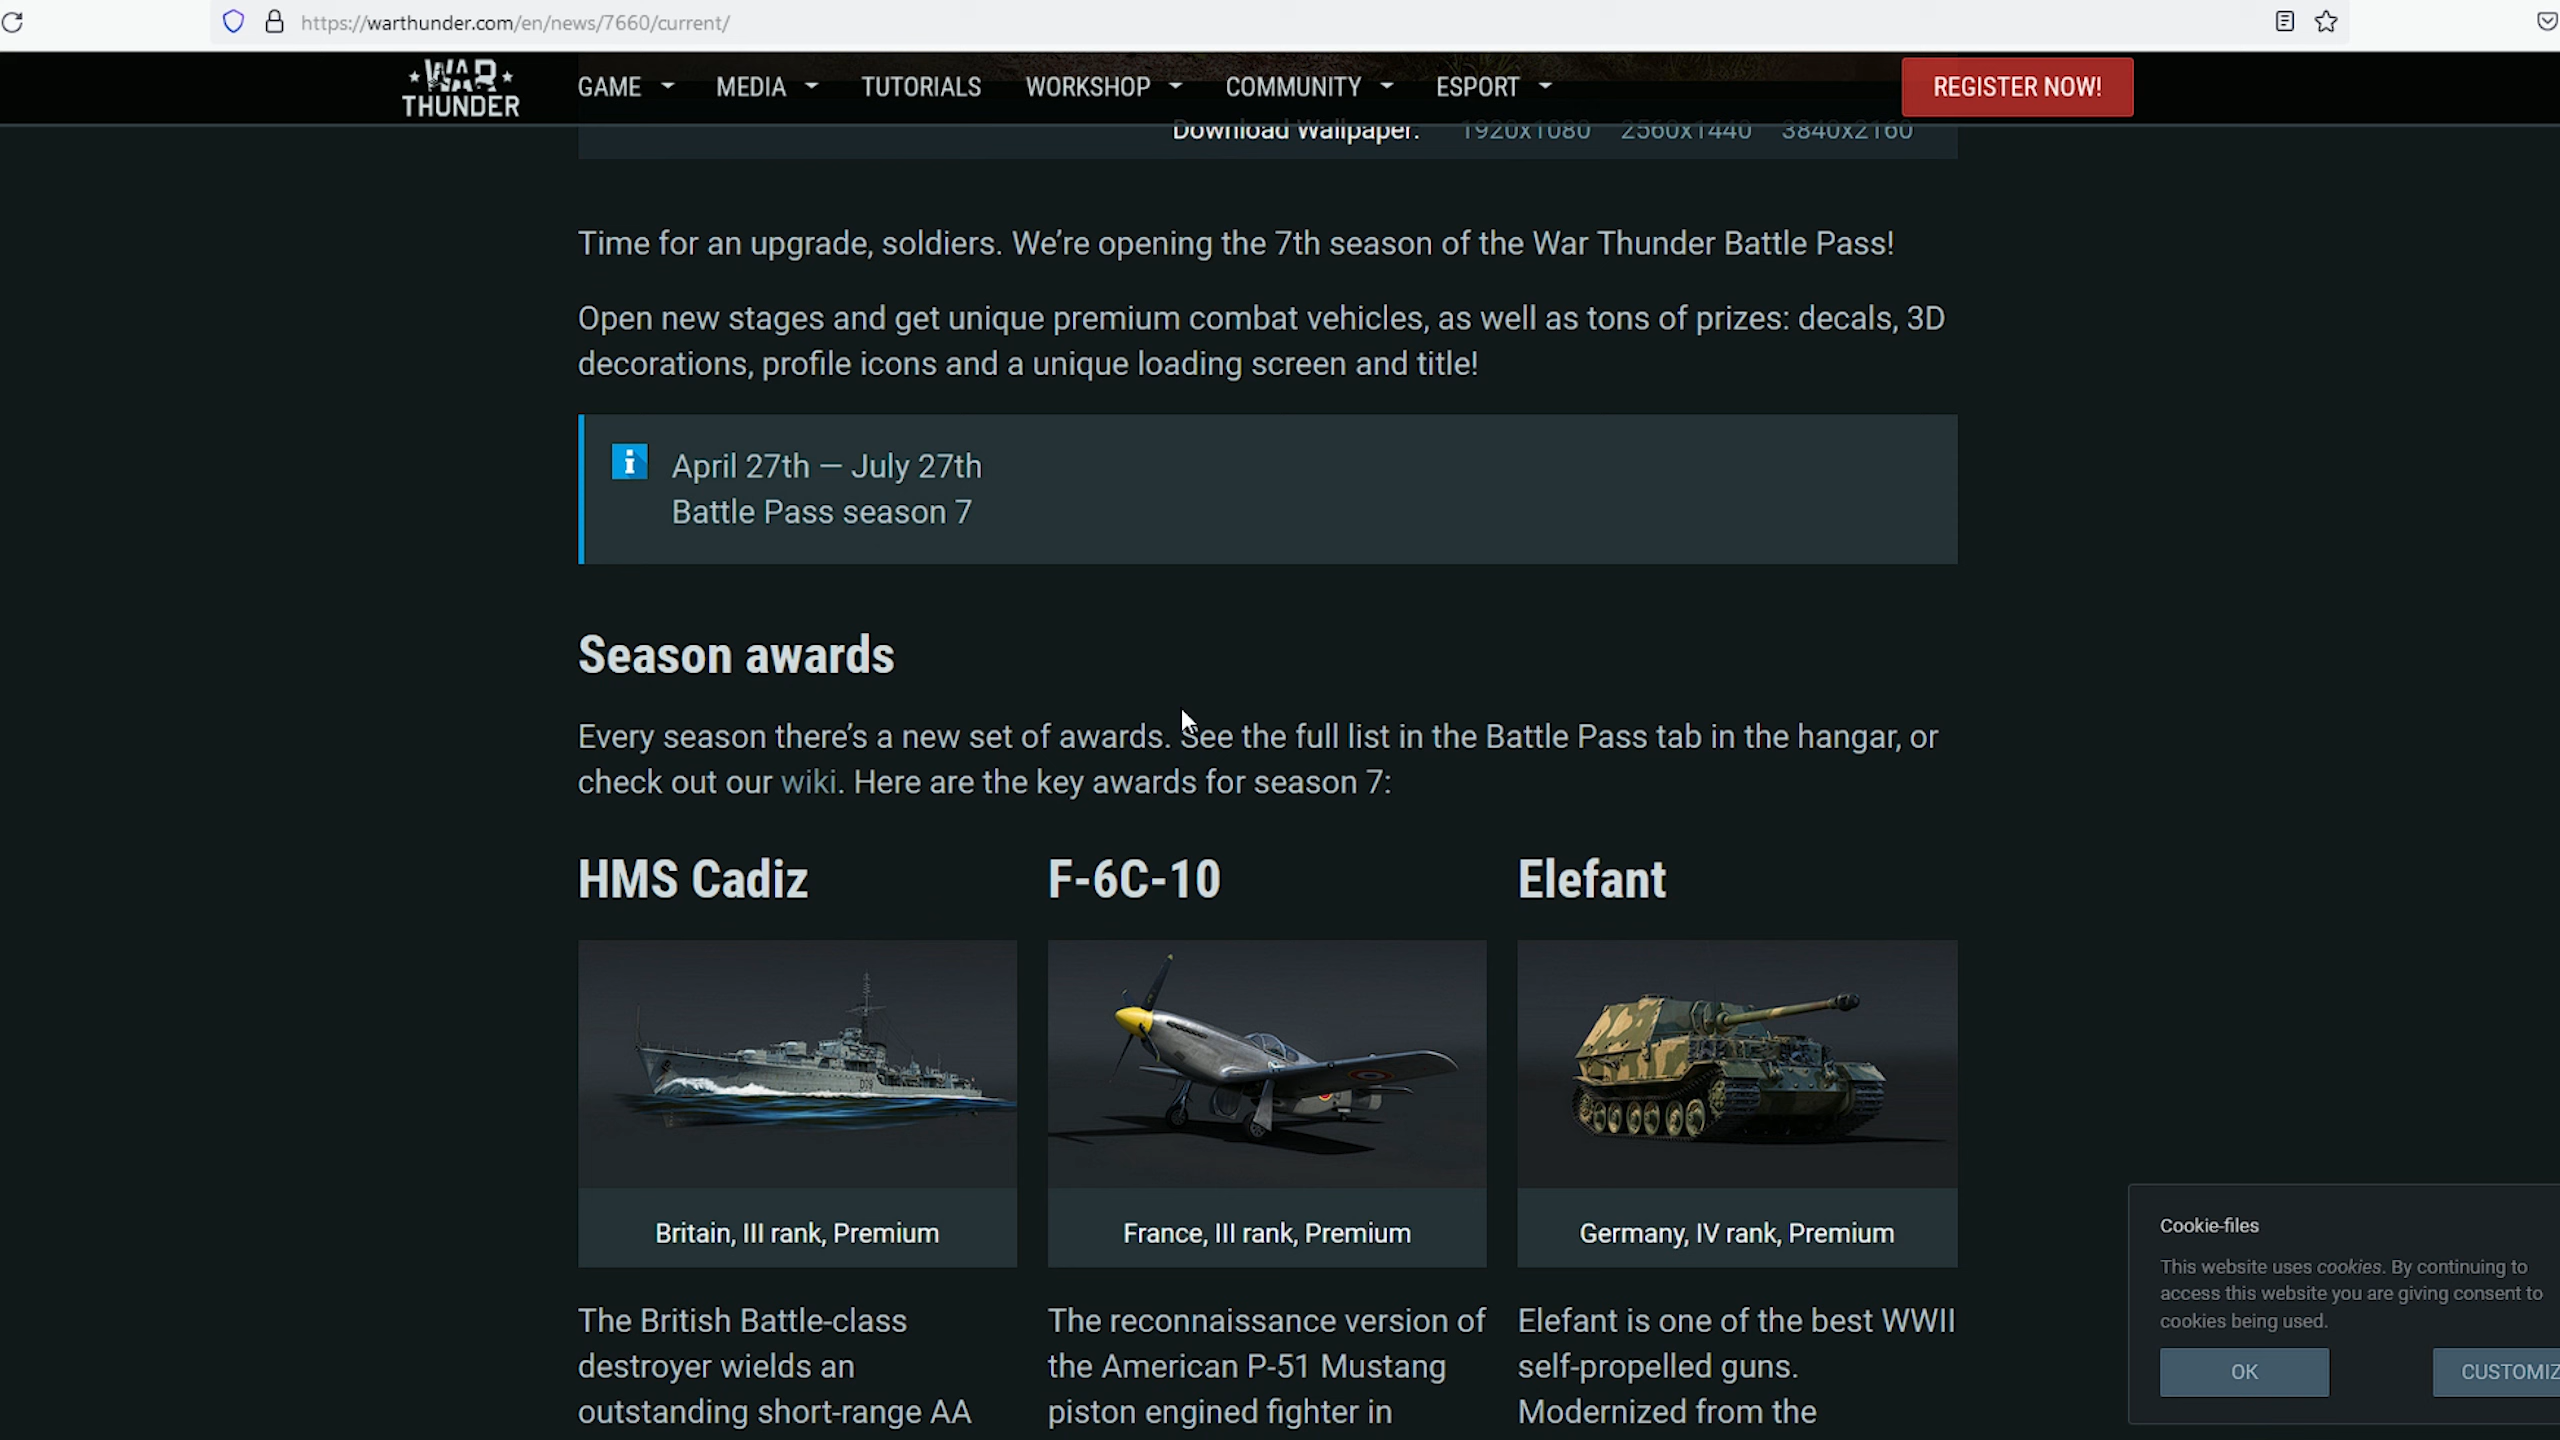 https://warthunder.com/en/news/7660/current/
WAR
THUNDER
GAME
MEDIA
TUTORIALS
WORKSHOP
COMMUNITY
ESPORT
REGISTER NOW!
Download Wallpaper: 1920x1080 2560x1440 3840x2160
Time for an upgrade, soldiers. We’re opening the 7th season of the War Thunder Battle Pass!
Open new stages and get unique premium combat vehicles, as well as tons of prizes: decals, 3D
decorations, profile icons and a unique loading screen and title!
i
April 27th — July 27th
Battle Pass season 7
Season awards
Every season there’s a new set of awards. See the full list in the Battle Pass tab in the hangar, or
check out our wiki. Here are the key awards for season 7:
HMS Cadiz
Britain, III rank, Premium
The British Battle-class
destroyer wields an
outstanding short-range AA
F-6C-10
France, III rank, Premium
The reconnaissance version of
the American P-51 Mustang
piston engined fighter in
Elefant
Germany, IV rank, Premium
Elefant is one of the best WWII
self-propelled guns.
Modernized from the
Cookie-files
This website uses cookies. By continuing to
access this website you are giving consent to
cookies being used.
OK
CUSTOMIZ